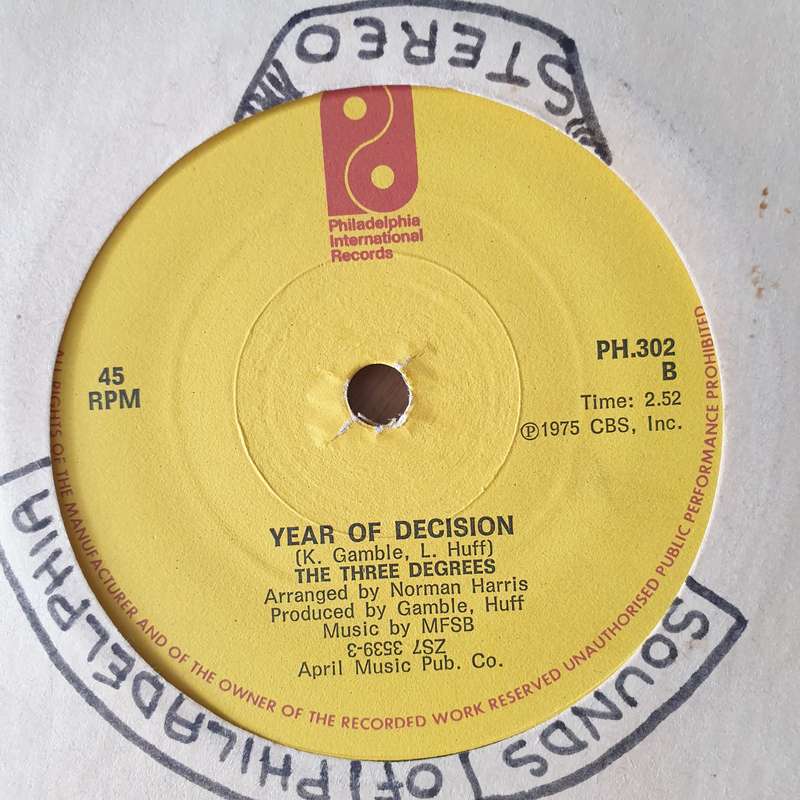 STEREO
Philadelphia
International
Records
45
RPM
PH.302
B
Time: 2.52
Ⓟ1975 CBS, Inc.
YEAR OF DECISION
(K. Gamble, L. Huff)
THE THREE DEGREES
Arranged by Norman Harris
Produced by Gamble, Huff
Music by MFSB
ZS7 3539-3
April Music Pub. Co.
ALL RIGHTS OF THE MANUFACTURER AND OF THE OWNER OF THE RECORDED WORK RESERVED UNAUTHORISED PUBLIC PERFORMANCE PROHIBITED
SOUNDS OF PHILADELPHIA